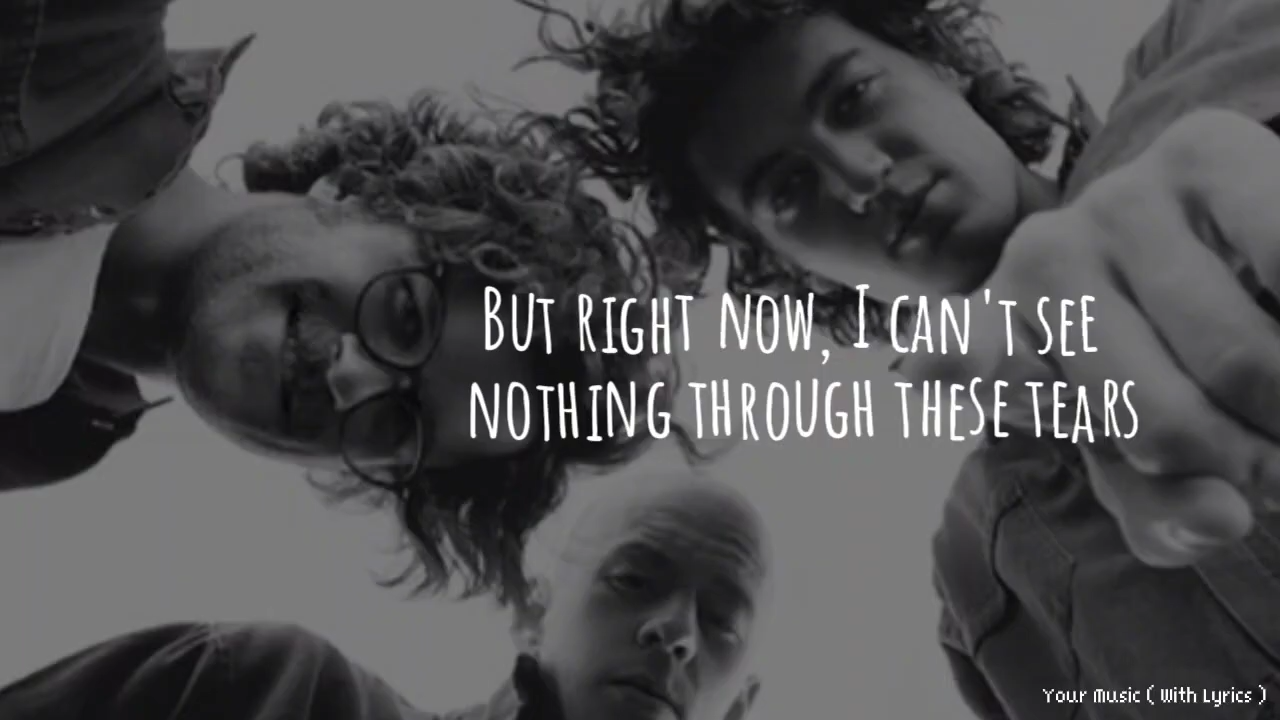 But right now, I can't see
nothing through these tears
Your Music ( With Lyrics )